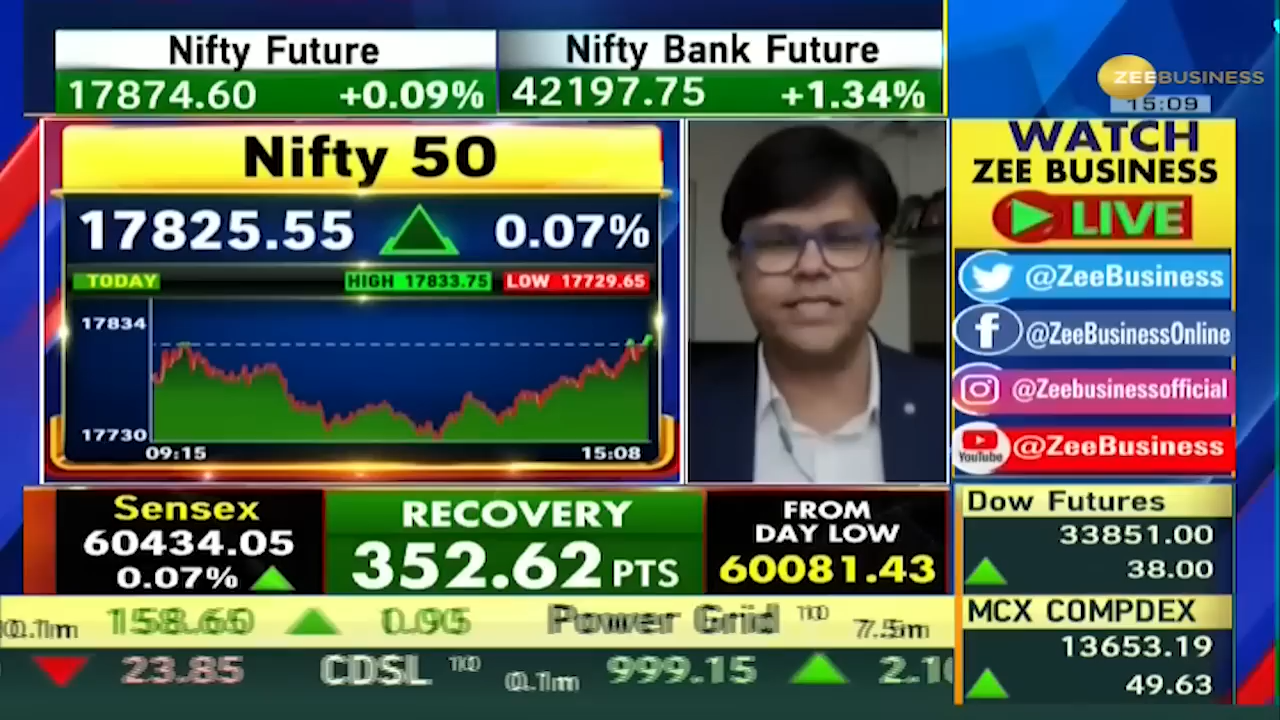 Nifty Future
17874.60 +0.09%
Nifty Bank Future
42197.75 +1.34%
ZEEBUSINESS
15:09
Nifty 50
17825.55 0.07%
TODAY HIGH 17833.75 LOW 17729.65
17834
17730
09:15 15:08
WATCH
ZEE BUSINESS
LIVE
@ZeeBusiness
@ZeeBusinessOnline
@Zeebusinessofficial
YouTube @ZeeBusiness
Sensex
60434.05
0.07%
RECOVERY
352.62 PTS
FROM
DAY LOW
60081.43
Dow Futures
33851.00
38.00
MCX COMPDEX
13653.19
49.63
158.60 0.95 Power Grid 7.5m
23.85 CDSL 0.1m 999.15